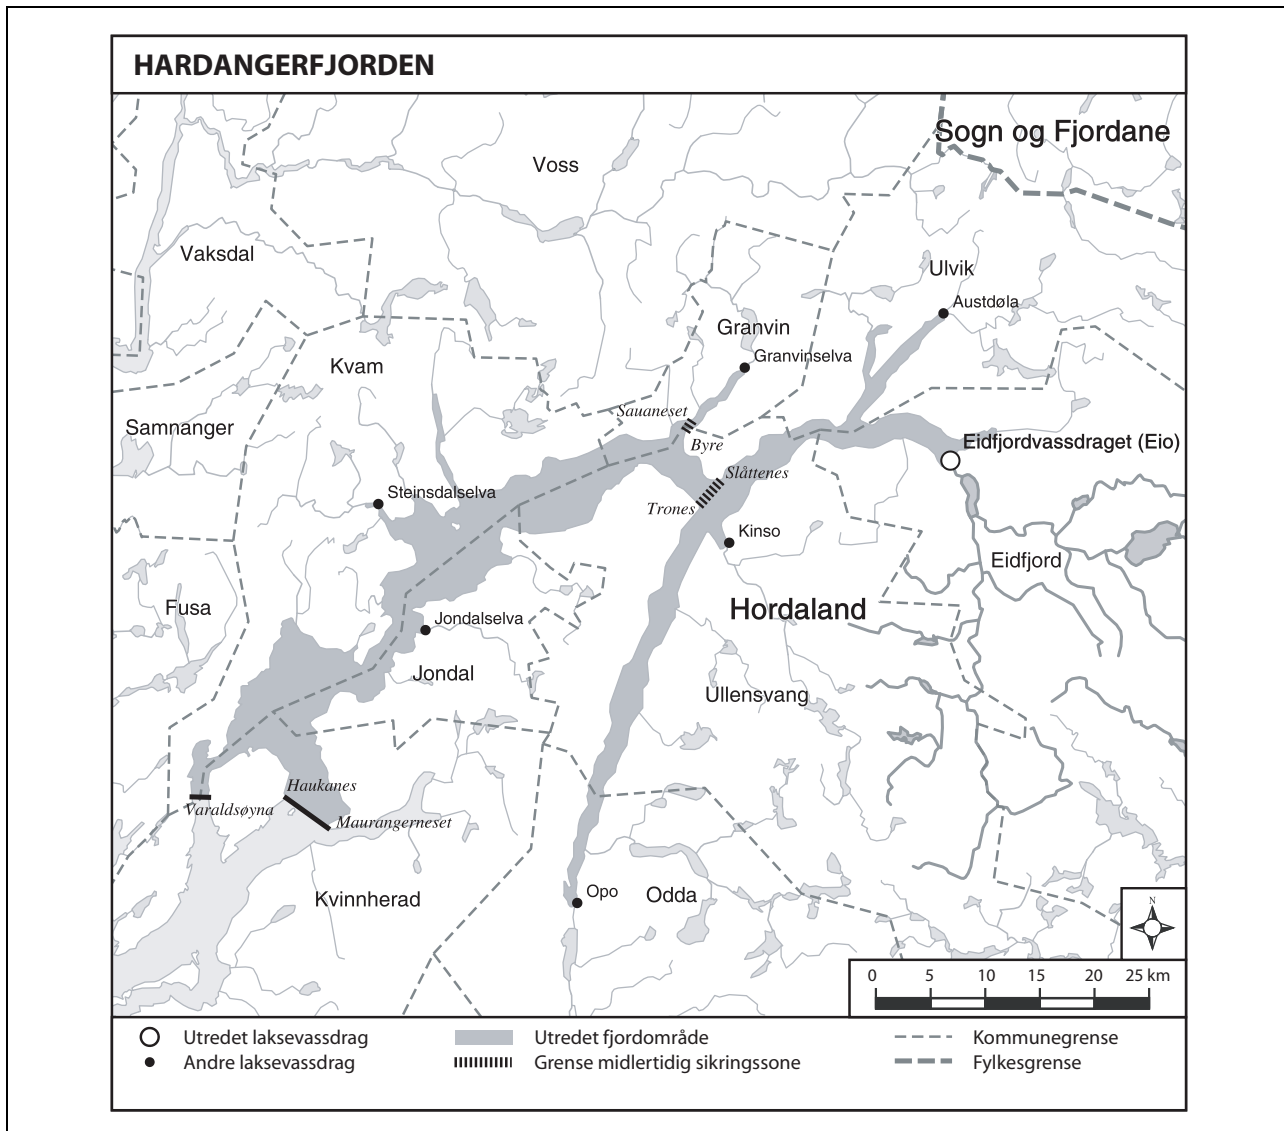 HARDANGERFJORDEN
Sogn og Fjordane
Voss
Vaksdal
Ulvik
Austdøla
Granvin
Granvinselva
Kvam
Sauaneset
Samnanger
Byre
Eidfjordvassdraget (Eio)
Slåttenes
Steinsdalselva
Trones
Kinso
Eidfjord
Fusa
Hordaland
Jondalselva
Jondal
Ullensvang
Haukanes
Varaldsøyna
Maurangerneset
Kvinnherad
Opo
Odda
N
0 5 10 15 20 25 km
Utredet laksevassdrag
Utredet fjordområde
Kommunegrense
Andre laksevassdrag
Grense midlertidig sikringssone
Fylkesgrense